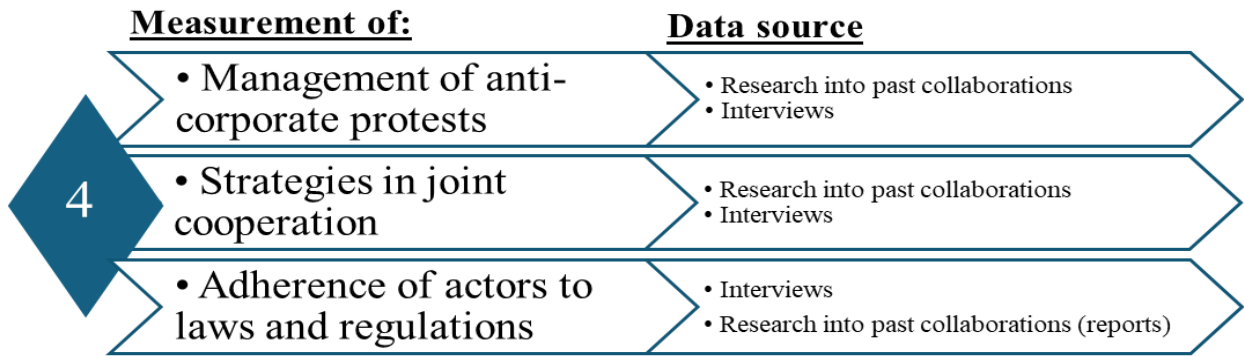 Measurement of:
Data source
• Management of anti-
corporate protests
• Research into past collaborations
• Interviews
4
• Strategies in joint
cooperation
• Research into past collaborations
• Interviews
• Adherence of actors to
laws and regulations
• Interviews
• Research into past collaborations (reports)